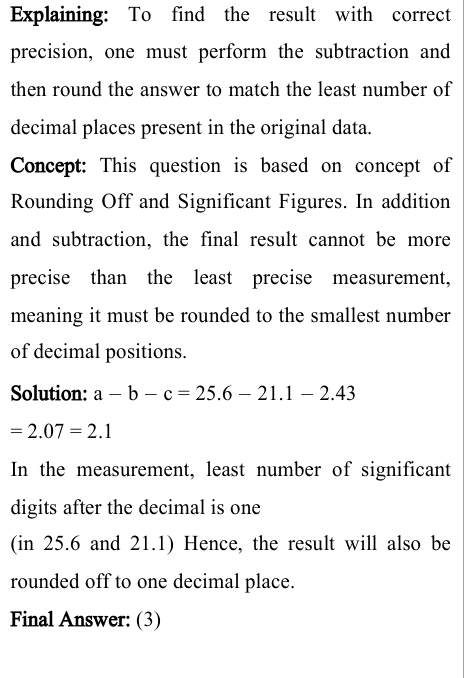 Explaining: To find the result with correct
precision, one must perform the subtraction and
then round the answer to match the least number of
decimal places present in the original data.
Concept: This question is based on concept of
Rounding Off and Significant Figures. In addition
and subtraction, the final result cannot be more
precise than the least precise measurement,
meaning it must be rounded to the smallest number
of decimal positions.
Solution: a – b – c = 25.6 – 21.1 – 2.43
= 2.07 = 2.1
In the measurement, least number of significant
digits after the decimal is one
(in 25.6 and 21.1) Hence, the result will also be
rounded off to one decimal place.
Final Answer: (3)